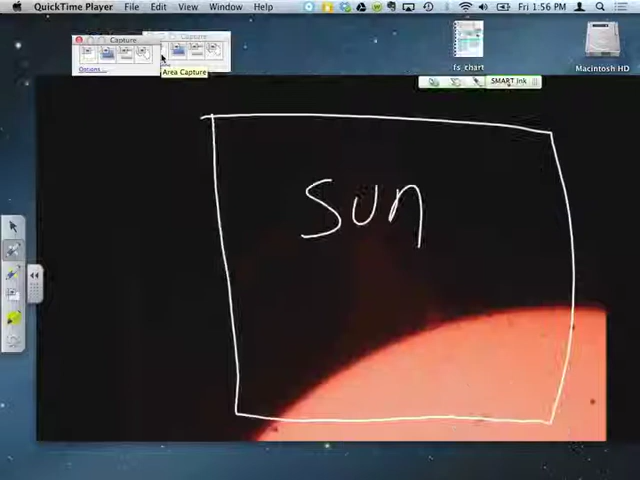 QuickTime Player File Edit View Window Help Fri 1:56 PM
Capture
Options...
Area Capture
fs_chart
Macintosh HD
SMART Ink
sun